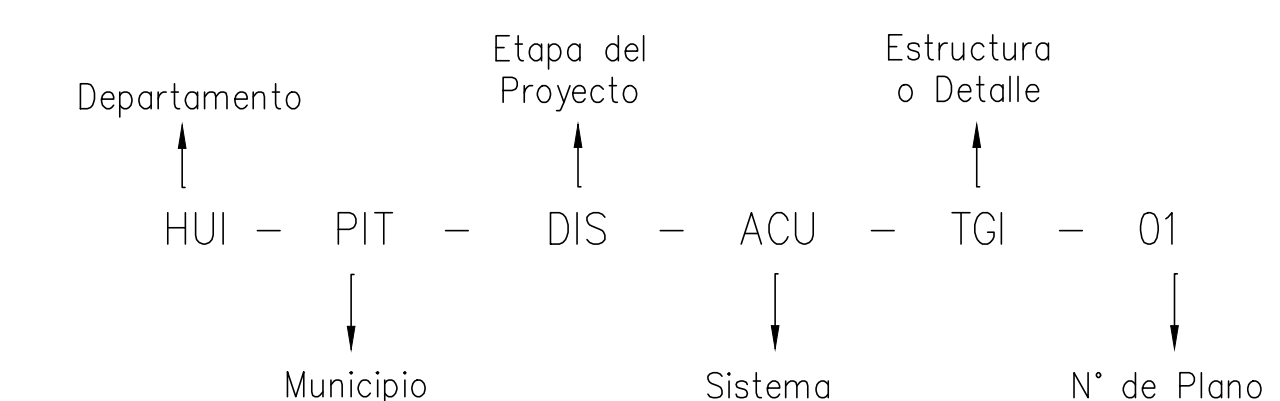 Departamento
Etapa del
Proyecto
Estructura
o Detalle
HUI – PIT – DIS – ACU – TGI – 01
Municipio
Sistema
N° de Plano